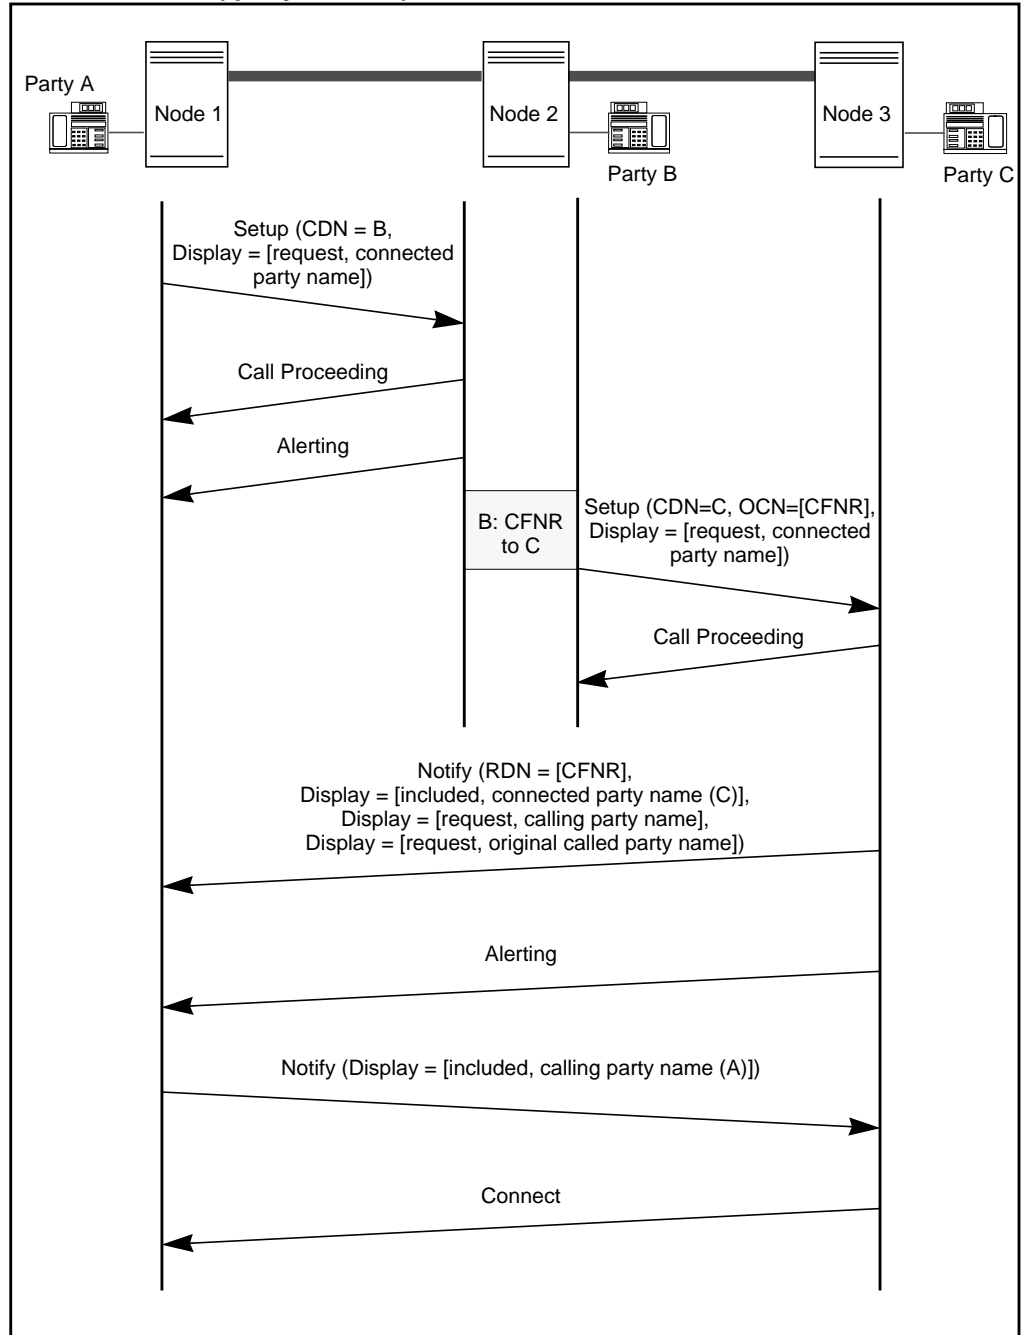 Party A
Node 1
Node 2
Node 3
Party B
Party C
Setup (CDN = B,
Display = [request, connected
party name])
Call Proceeding
Alerting
B: CFNR
to C
Setup (CDN=C, OCN=[CFNR],
Display = [request, connected
party name])
Call Proceeding
Notify (RDN = [CFNR],
Display = [included, connected party name (C)],
Display = [request, calling party name],
Display = [request, original called party name])
Alerting
Notify (Display = [included, calling party name (A)])
Connect